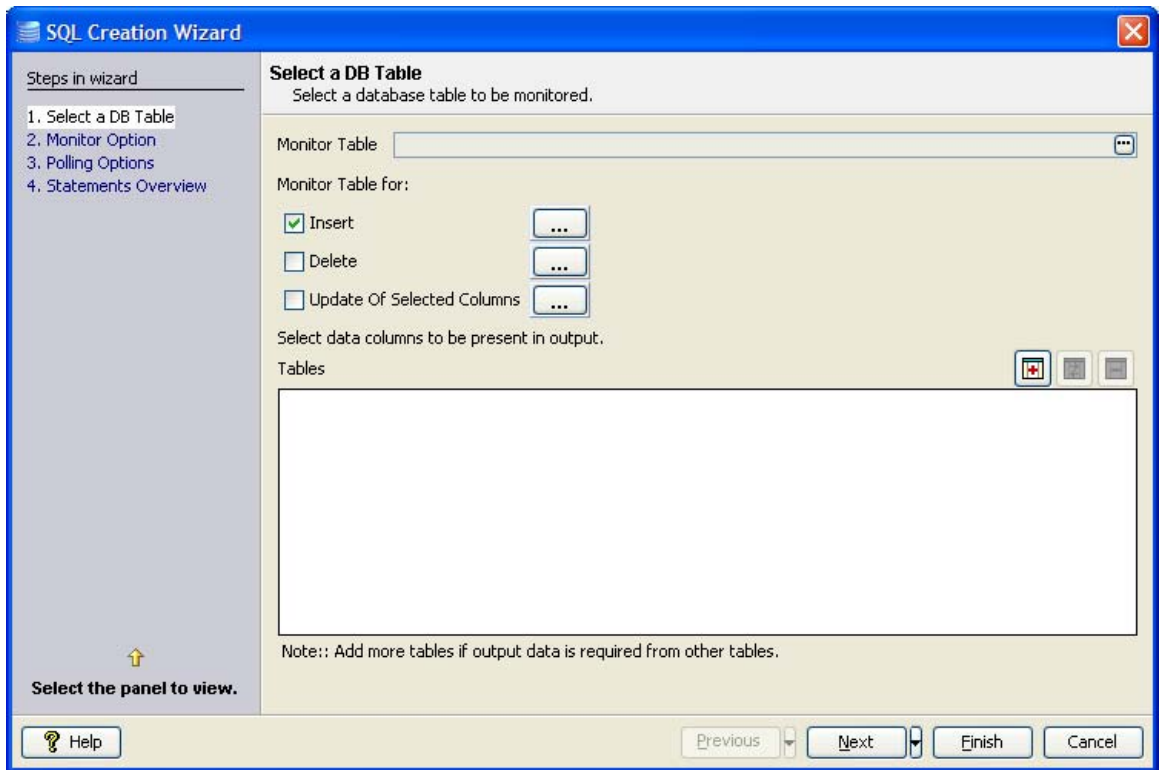 SQL Creation Wizard
Steps in wizard
1. Select a DB Table
2. Monitor Option
3. Polling Options
4. Statements Overview
Select the panel to view.
Select a DB Table
Select a database table to be monitored.
Monitor Table ...
Monitor Table for:
Insert ...
Delete ...
Update Of Selected Columns ...
Select data columns to be present in output.
Tables
Note:: Add more tables if output data is required from other tables.
? Help
Previous Next Finish Cancel